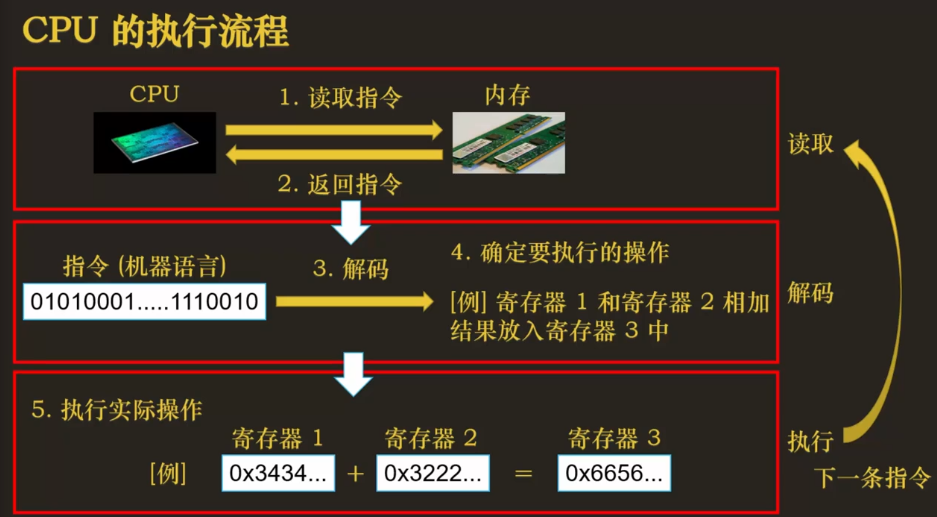 CPU 的执行流程
CPU
1. 读取指令
内存
2. 返回指令
读取
指令 (机器语言)
01010001.....1110010
3. 解码
4. 确定要执行的操作
[例] 寄存器 1 和寄存器 2 相加
结果放入寄存器 3 中
解码
5. 执行实际操作
寄存器 1
寄存器 2
寄存器 3
[例]
0x3434...
+
0x3222...
=
0x6656...
执行
下一条指令